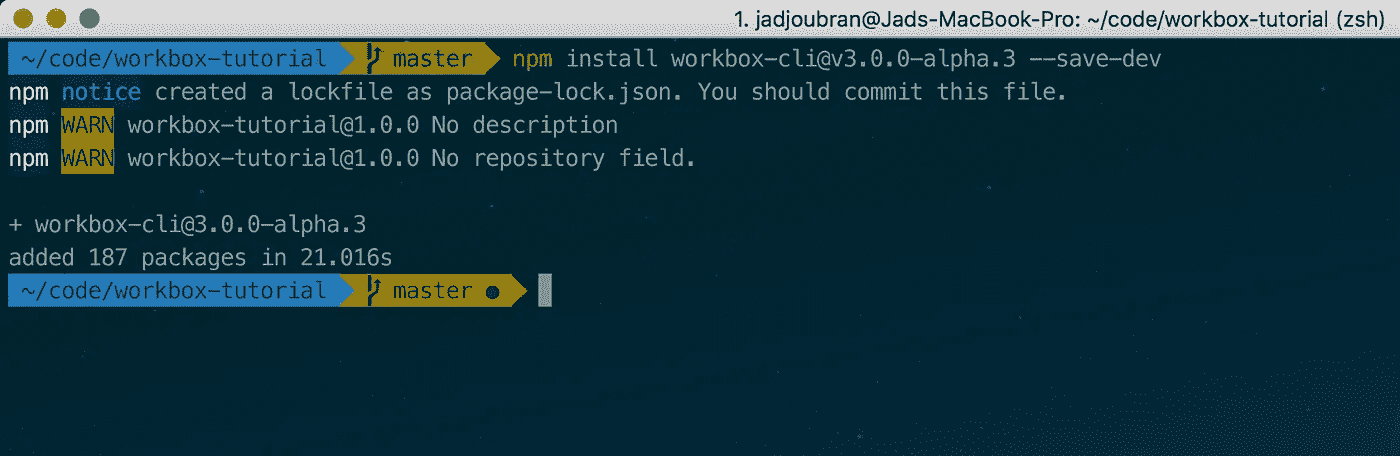 1. jadjoubran@Jads-MacBook-Pro: ~/code/workbox-tutorial (zsh)
~/code/workbox-tutorial master npm install workbox-cli@v3.0.0-alpha.3 --save-dev
npm notice created a lockfile as package-lock.json. You should commit this file.
npm WARN workbox-tutorial@1.0.0 No description
npm WARN workbox-tutorial@1.0.0 No repository field.
+ workbox-cli@3.0.0-alpha.3
added 187 packages in 21.016s
~/code/workbox-tutorial master ●